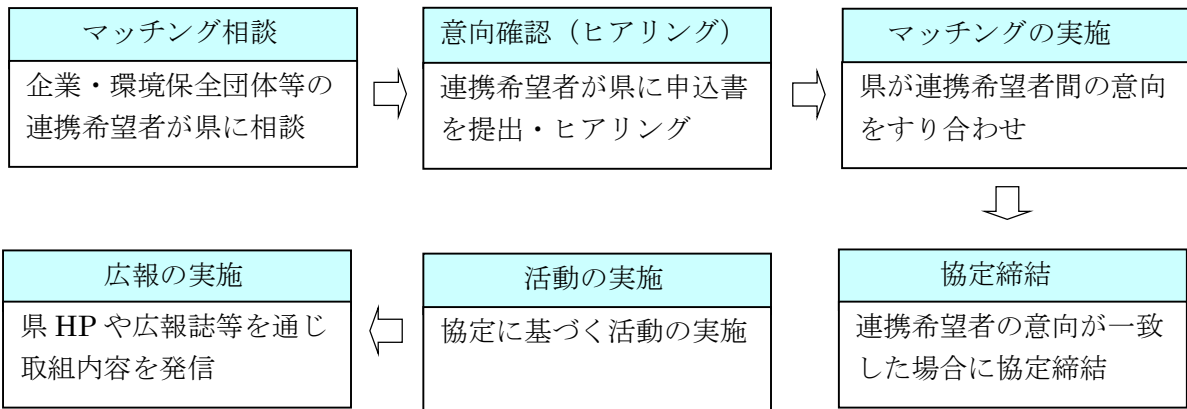 マッチング相談
企業・環境保全団体等の
連携希望者が県に相談
意向確認（ヒアリング）
連携希望者が県に申込書
を提出・ヒアリング
マッチングの実施
県が連携希望者間の意向
をすり合わせ
協定締結
連携希望者の意向が一致
した場合に協定締結
活動の実施
協定に基づく活動の実施
広報の実施
県 HP や広報誌等を通じ
取組内容を発信